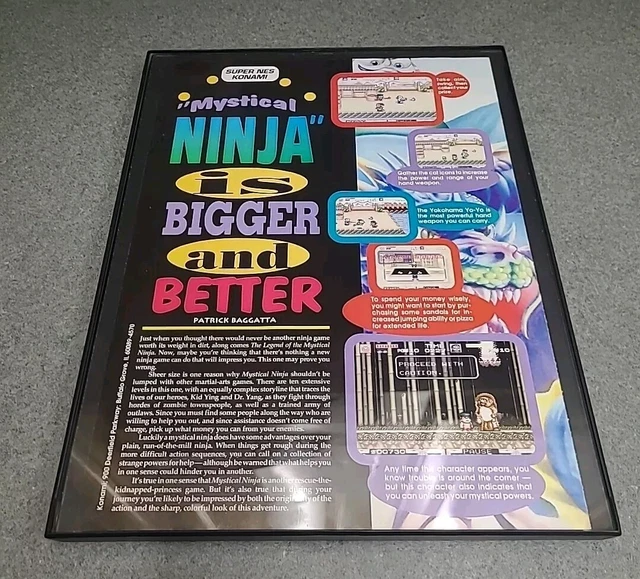 SUPER NES
KONAMI
"Mystical
NINJA"
is
BIGGER
and
BETTER
PATRICK BAGGATTA
Just when you thought there would never be another ninja game
worth its weight in dirt, along comes The Legend of the Mystical
Ninja. Now, maybe you're thinking that there's nothing a new
ninja game can do that will impress you. This one may prove you
wrong.
Sheer size is one reason why Mystical Ninja shouldn't be
lumped with other martial-arts games. There are ten extensive
levels in this one, with an equally complex storyline that traces the
lives of our heroes, Kid Ying and Dr. Yang, as they fight through
hordes of zombie townspeople, as well as a trained army of
outlaws. Since you must find some people along the way who are
willing to help you out, and since assistance doesn't come free of
charge, pick up what money you can from your enemies.
Luckily a mystical ninja does have some advantages over your
plain, run-of-the-mill ninja. When things get rough during the
more difficult action sequences, you can call on a collection of
strange powers for help—although be warned that what helps you
in one sense could hinder you in another.
It's true in one sense that Mystical Ninja is another rescue-the-
kidnapped-princess game. But it's also true that during your
journey you're likely to be impressed by both the originality of the
action and the sharp, colorful look of this adventure.
Konami, 900 Deerfield Parkway; Buffalo Grove, IL 60089-4570
Take aim,
swing, then
collect your
prize.
Gather the cat icons to increase
the power and range of your
hand weapon.
The Yokohama Yo-Yo is
the most powerful hand
weapon you can carry.
To spend your money wisely,
you might want to start by pur-
chasing some sandals for in-
creased jumping ability or pizza
for extended life.
TIME
PROCEED WITH
CAUTION.
PAUSE
Any time the character appears, you
know trouble is around the corner —
but this character also indicates that
you can unleash your mystical powers.